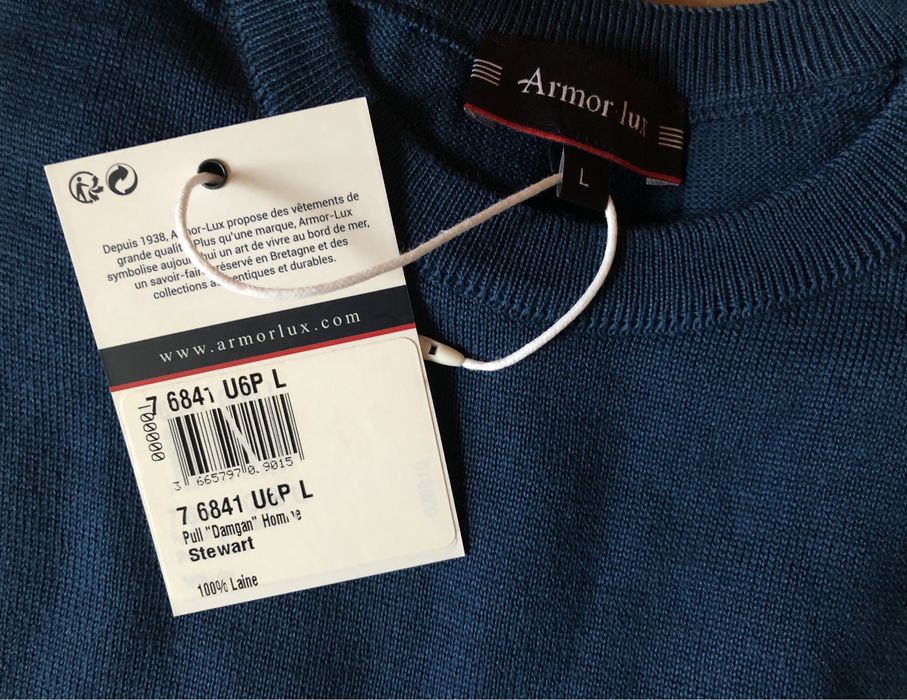 Armor lux
L
Depuis 1938, Armor-Lux propose des vêtements de
grande qualité. Plus qu'une marque, Armor-Lux
symbolise aujourd'hui un art de vivre au bord de mer,
un savoir-faire préservé en Bretagne et des
collections authentiques et durables.
www.armorlux.com
7 6841 U6P L
000001
3 665797 0.9015
7 6841 U6P L
Pull "Damgan" Homme
Stewart
100% Laine